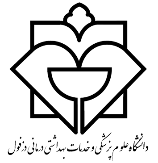 دانشگاه علوم پزشکی و خدمات بهداشتی درمانی دزفول